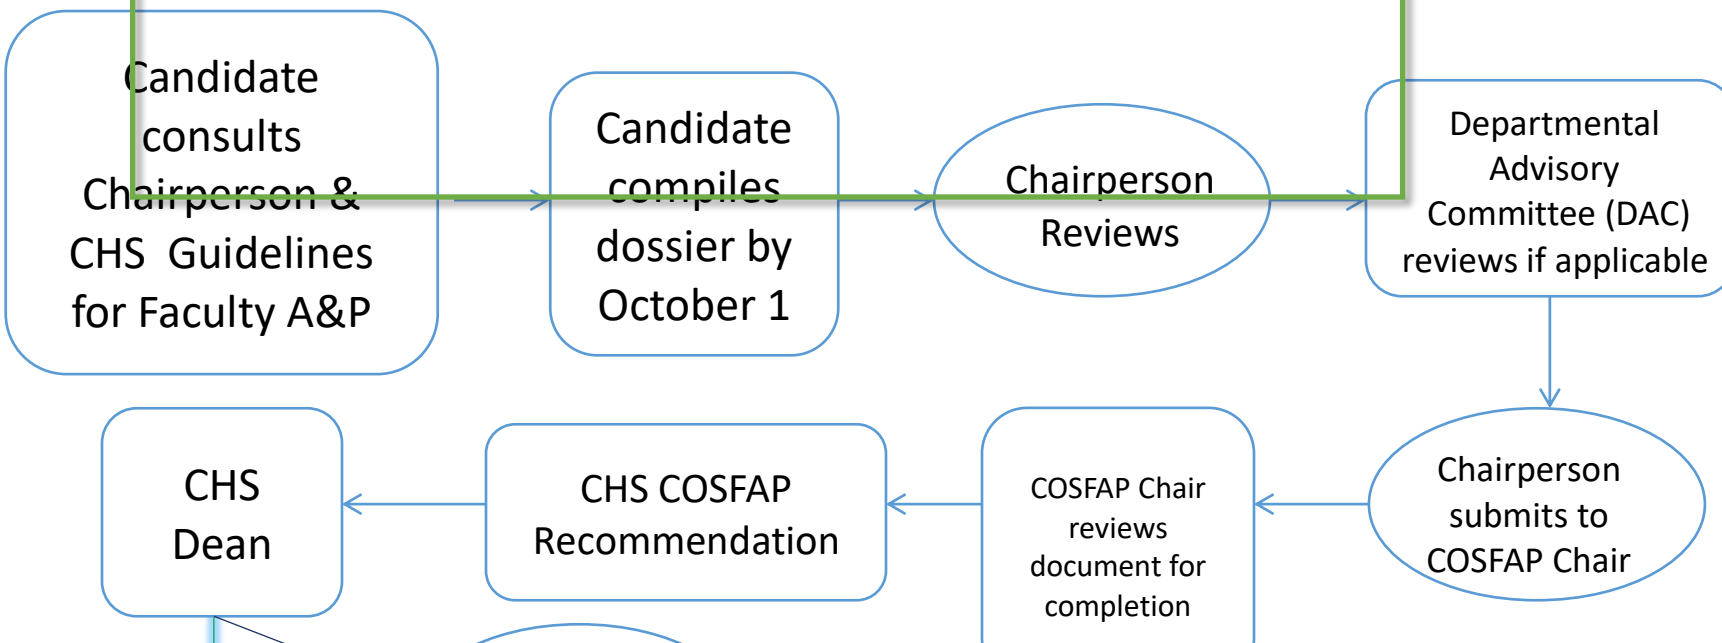 Candidate
consults
Chairperson &
CHS Guidelines
for Faculty A&P
Candidate
compiles
dossier by
October 1
Chairperson
Reviews
Departmental
Advisory
Committee (DAC)
reviews if applicable
Chairperson
submits to
COSFAP Chair
COSFAP Chair
reviews
document for
completion
CHS COSFAP
Recommendation
CHS
Dean